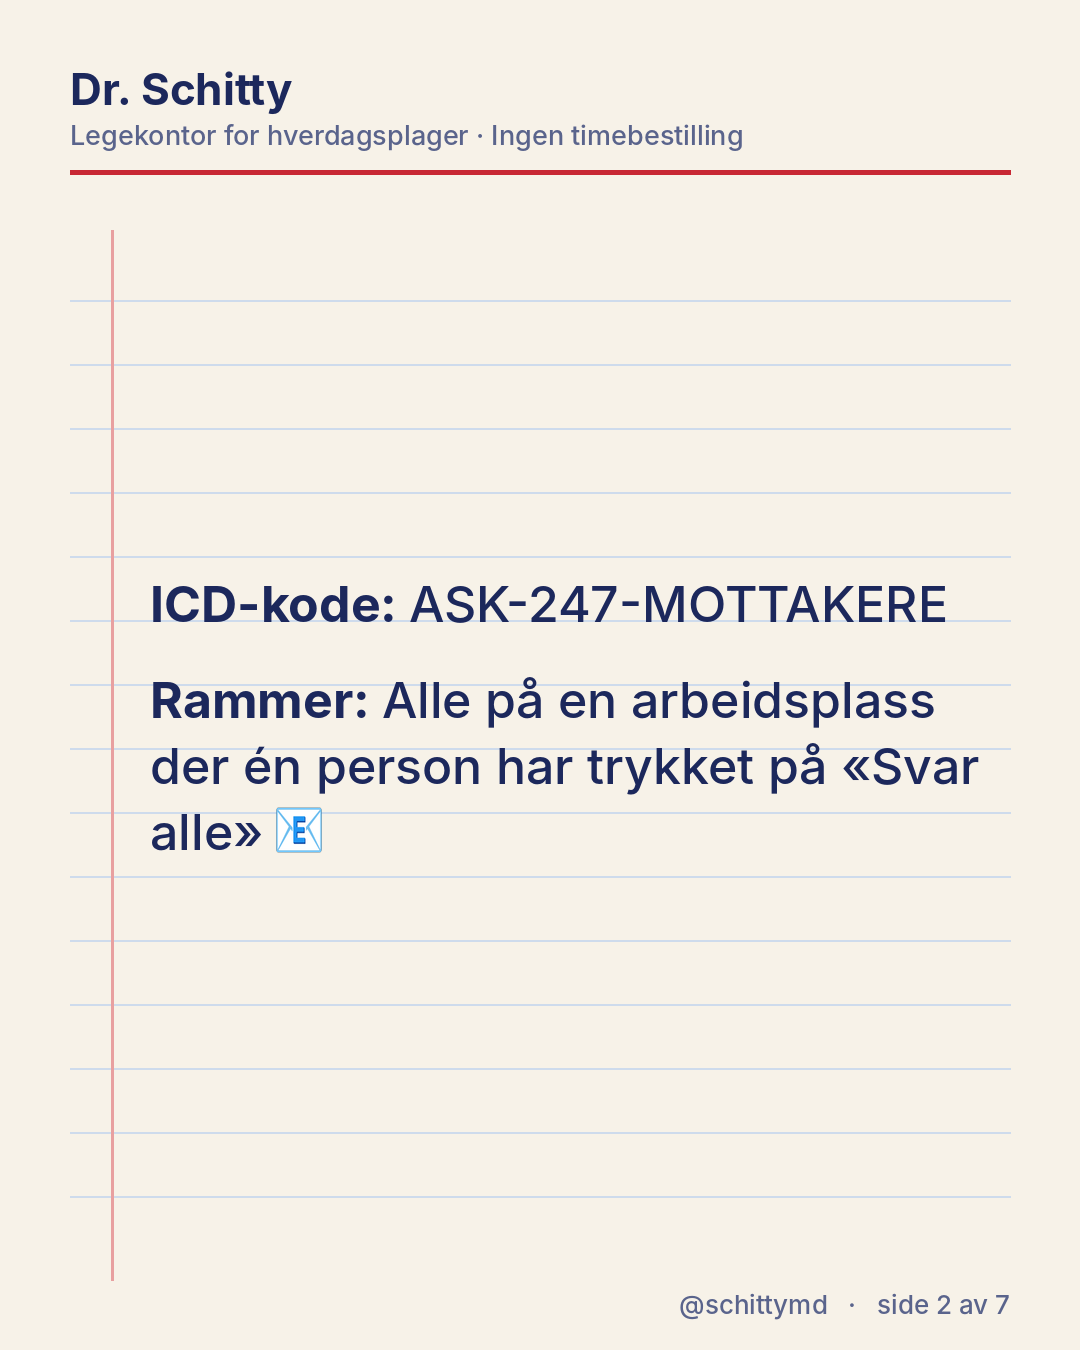 Dr. Schitty
Legekontor for hverdagsplager · Ingen timebestilling
ICD-kode: ASK-247-MOTTAKERE
Rammer: Alle på en arbeidsplass
der én person har trykket på «Svar
alle» 📧
@schittymd · side 2 av 7